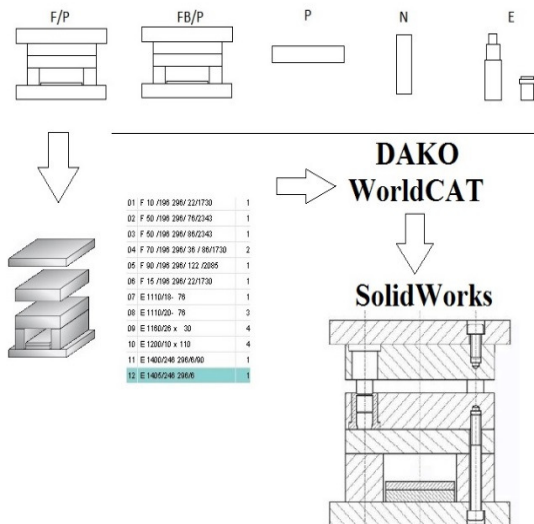 F/P FB/P P N E
DAKO
WorldCAT
SolidWorks
01 F 10 /196 296/ 22/1730 1
02 F 50 /196 296/ 76/2343 1
03 F 50 /196 296/ 86/2343 1
04 F 70 /196 296/ 36 / 86/1730 2
05 F 90 /196 296/ 122 /2085 1
06 F 15 /196 296/ 22/1730 1
07 E 1110/18- 76 1
08 E 1110/20- 76 3
09 E 1160/26 x 30 4
10 E 1200/10 x 110 4
11 E 1400/246 296/6/90 1
12 E 1405/246 296/6 1